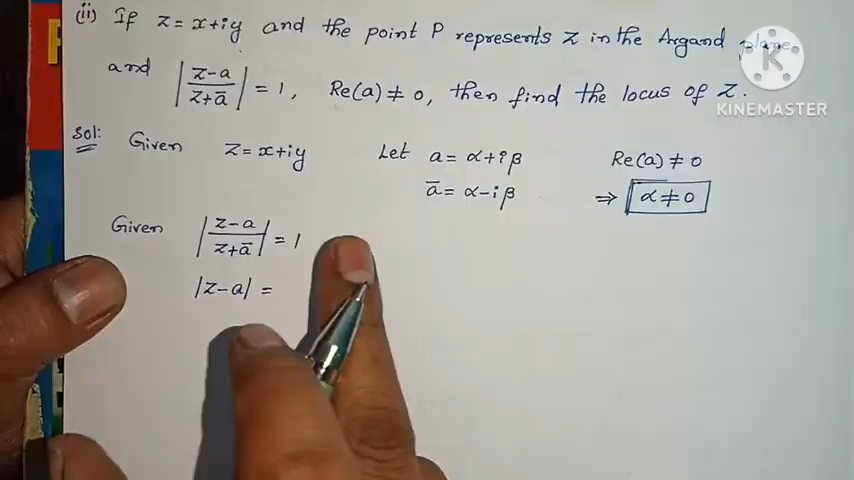 (ii) If z = x+iy and the point P represents z in the Argand plane
and |z-a / z+a̅| = 1, Re(a) ≠ 0, then find the locus of z.
Sol: Given z = x+iy Let a = α+iβ Re(a) ≠ 0
a̅ = α-iβ ⇒ α ≠ 0
Given |z-a / z+a̅| = 1
|z-a| =
KINEMASTER